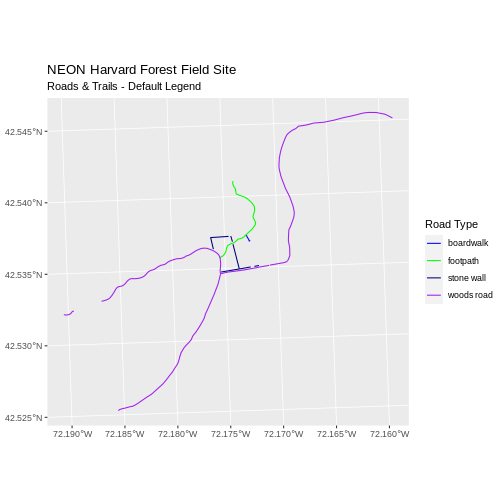 NEON Harvard Forest Field Site
Roads & Trails - Default Legend
42.545°N
42.540°N
42.535°N
42.530°N
42.525°N
72.190°W 72.185°W 72.180°W 72.175°W 72.170°W 72.165°W 72.160°W
Road Type
boardwalk
footpath
stone wall
woods road